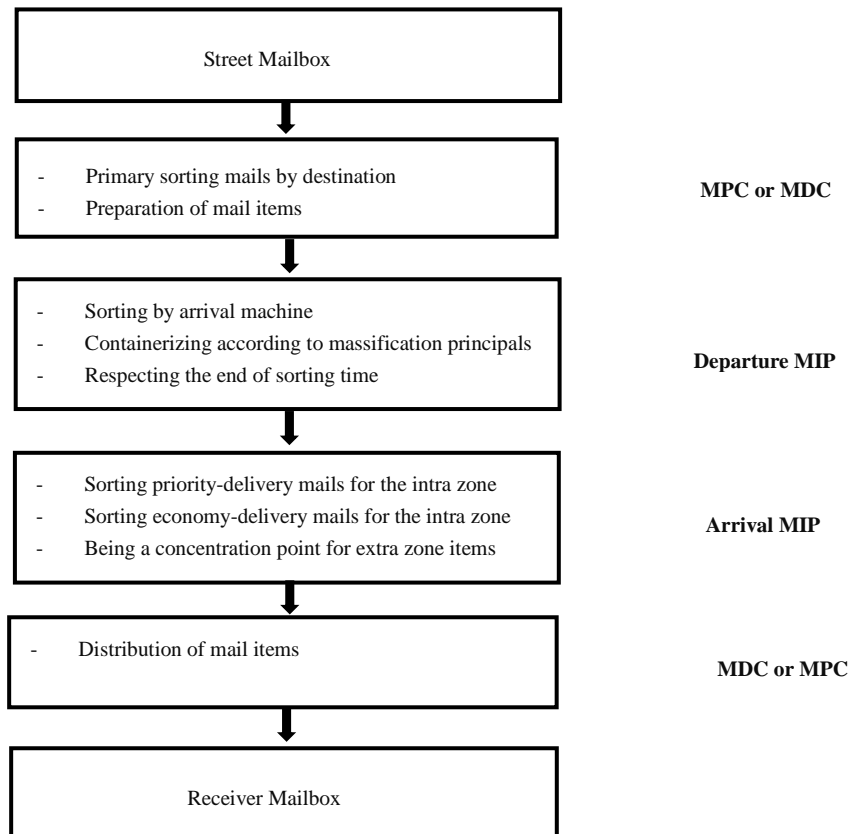 Street Mailbox
- Primary sorting mails by destination
- Preparation of mail items
MPC or MDC
- Sorting by arrival machine
- Containerizing according to massification principals
- Respecting the end of sorting time
Departure MIP
- Sorting priority-delivery mails for the intra zone
- Sorting economy-delivery mails for the intra zone
- Being a concentration point for extra zone items
Arrival MIP
- Distribution of mail items
MDC or MPC
Receiver Mailbox